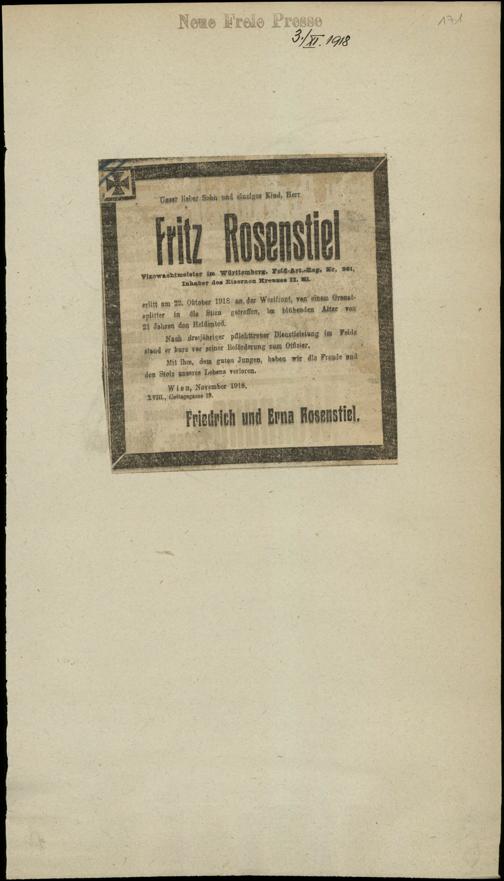 Neue Freie Presse
171
3./XI. 1918
Unser lieber Sohn und einziges Kind, Herr
Fritz Rosenstiel
Vizewachtmeister im Württemberg. Feld-Art.-Reg. Nr. 261,
Inhaber des Eisernen Kreuzes II. Kl.
erlitt am 22. Oktober 1918 an der Westfront, von einem Granat-
splitter in die Stirn getroffen, im blühenden Alter von
21 Jahren den Heldentod.
Nach dreijähriger pflichttreuer Dienstleistung im Felde
stand er kurz vor seiner Beförderung zum Offizier.
Mit ihm, dem guten Jungen, haben wir die Freude und
den Stolz unseres Lebens verloren.
Wien, November 1918.
XVIII., Gottagegasse 19.
Friedrich und Erna Rosenstiel.